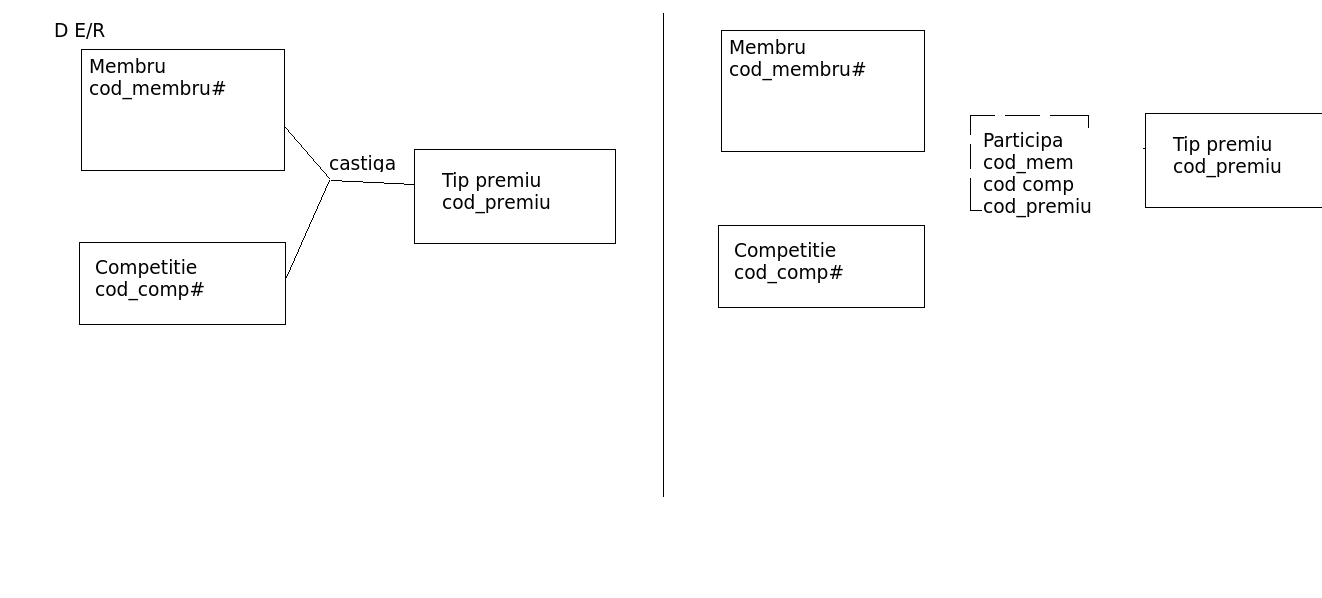 D E/R
Membru
cod_membru#
castiga
Tip premiu
cod_premiu
Competitie
cod_comp#
Membru
cod_membru#
Participa
cod_mem
cod comp
cod_premiu
Tip premiu
cod_premiu
Competitie
cod_comp#